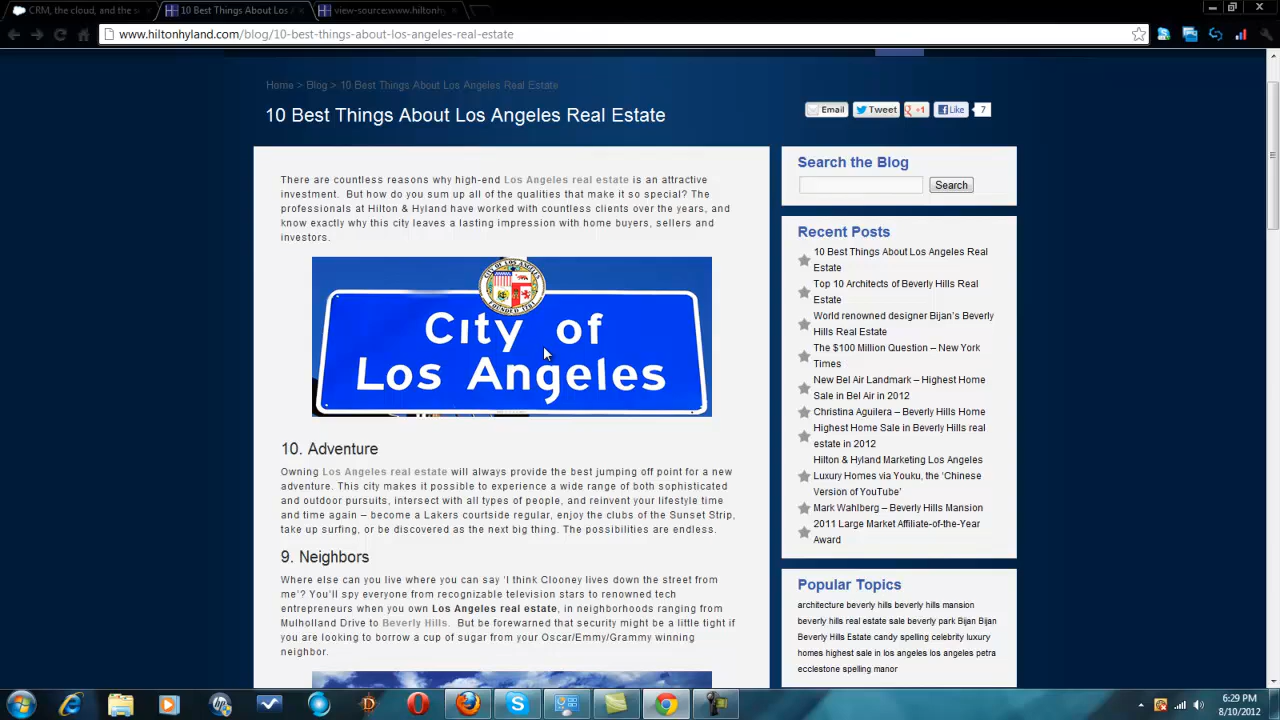 CRM, the cloud, and the s
10 Best Things About Los
view-source:www.hiltonhy
www.hiltonhyland.com/blog/10-best-things-about-los-angeles-real-estate
Home > Blog > 10 Best Things About Los Angeles Real Estate
10 Best Things About Los Angeles Real Estate
Email
Tweet
+1
Like
7
There are countless reasons why high-end Los Angeles real estate is an attractive
investment. But how do you sum up all of the qualities that make it so special? The
professionals at Hilton & Hyland have worked with countless clients over the years, and
know exactly why this city leaves a lasting impression with home buyers, sellers and
investors.
CITY OF LOS ANGELES
FOUNDED 1781
City of
Los Angeles
10. Adventure
Owning Los Angeles real estate will always provide the best jumping off point for a new
adventure. This city makes it possible to experience a wide range of both sophisticated
and outdoor pursuits, intersect with all types of people, and reinvent your lifestyle time
and time again – become a Lakers courtside regular, enjoy the clubs of the Sunset Strip,
take up surfing, or be discovered as the next big thing. The possibilities are endless.
9. Neighbors
Where else can you live where you can say ‘I think Clooney lives down the street from
me’? You’ll spy everyone from recognizable television stars to renowned tech
entrepreneurs when you own Los Angeles real estate, in neighborhoods ranging from
Mulholland Drive to Beverly Hills. But be forewarned that security might be a little tight if
you are looking to borrow a cup of sugar from your Oscar/Emmy/Grammy winning
neighbor.
Search the Blog
Search
Recent Posts
10 Best Things About Los Angeles Real
Estate
Top 10 Architects of Beverly Hills Real
Estate
World renowned designer Bijan’s Beverly
Hills Real Estate
The $100 Million Question – New York
Times
New Bel Air Landmark – Highest Home
Sale in Bel Air in 2012
Christina Aguilera – Beverly Hills Home
Highest Home Sale in Beverly Hills real
estate in 2012
Hilton & Hyland Marketing Los Angeles
Luxury Homes via Youku, the ‘Chinese
Version of YouTube’
Mark Wahlberg – Beverly Hills Mansion
2011 Large Market Affiliate-of-the-Year
Award
Popular Topics
architecture beverly hills beverly hills mansion
beverly hills real estate sale beverly park Bijan Bijan
Beverly Hills Estate candy spelling celebrity luxury
homes highest sale in los angeles los angeles petra
ecclestone spelling manor
6:29 PM
8/10/2012